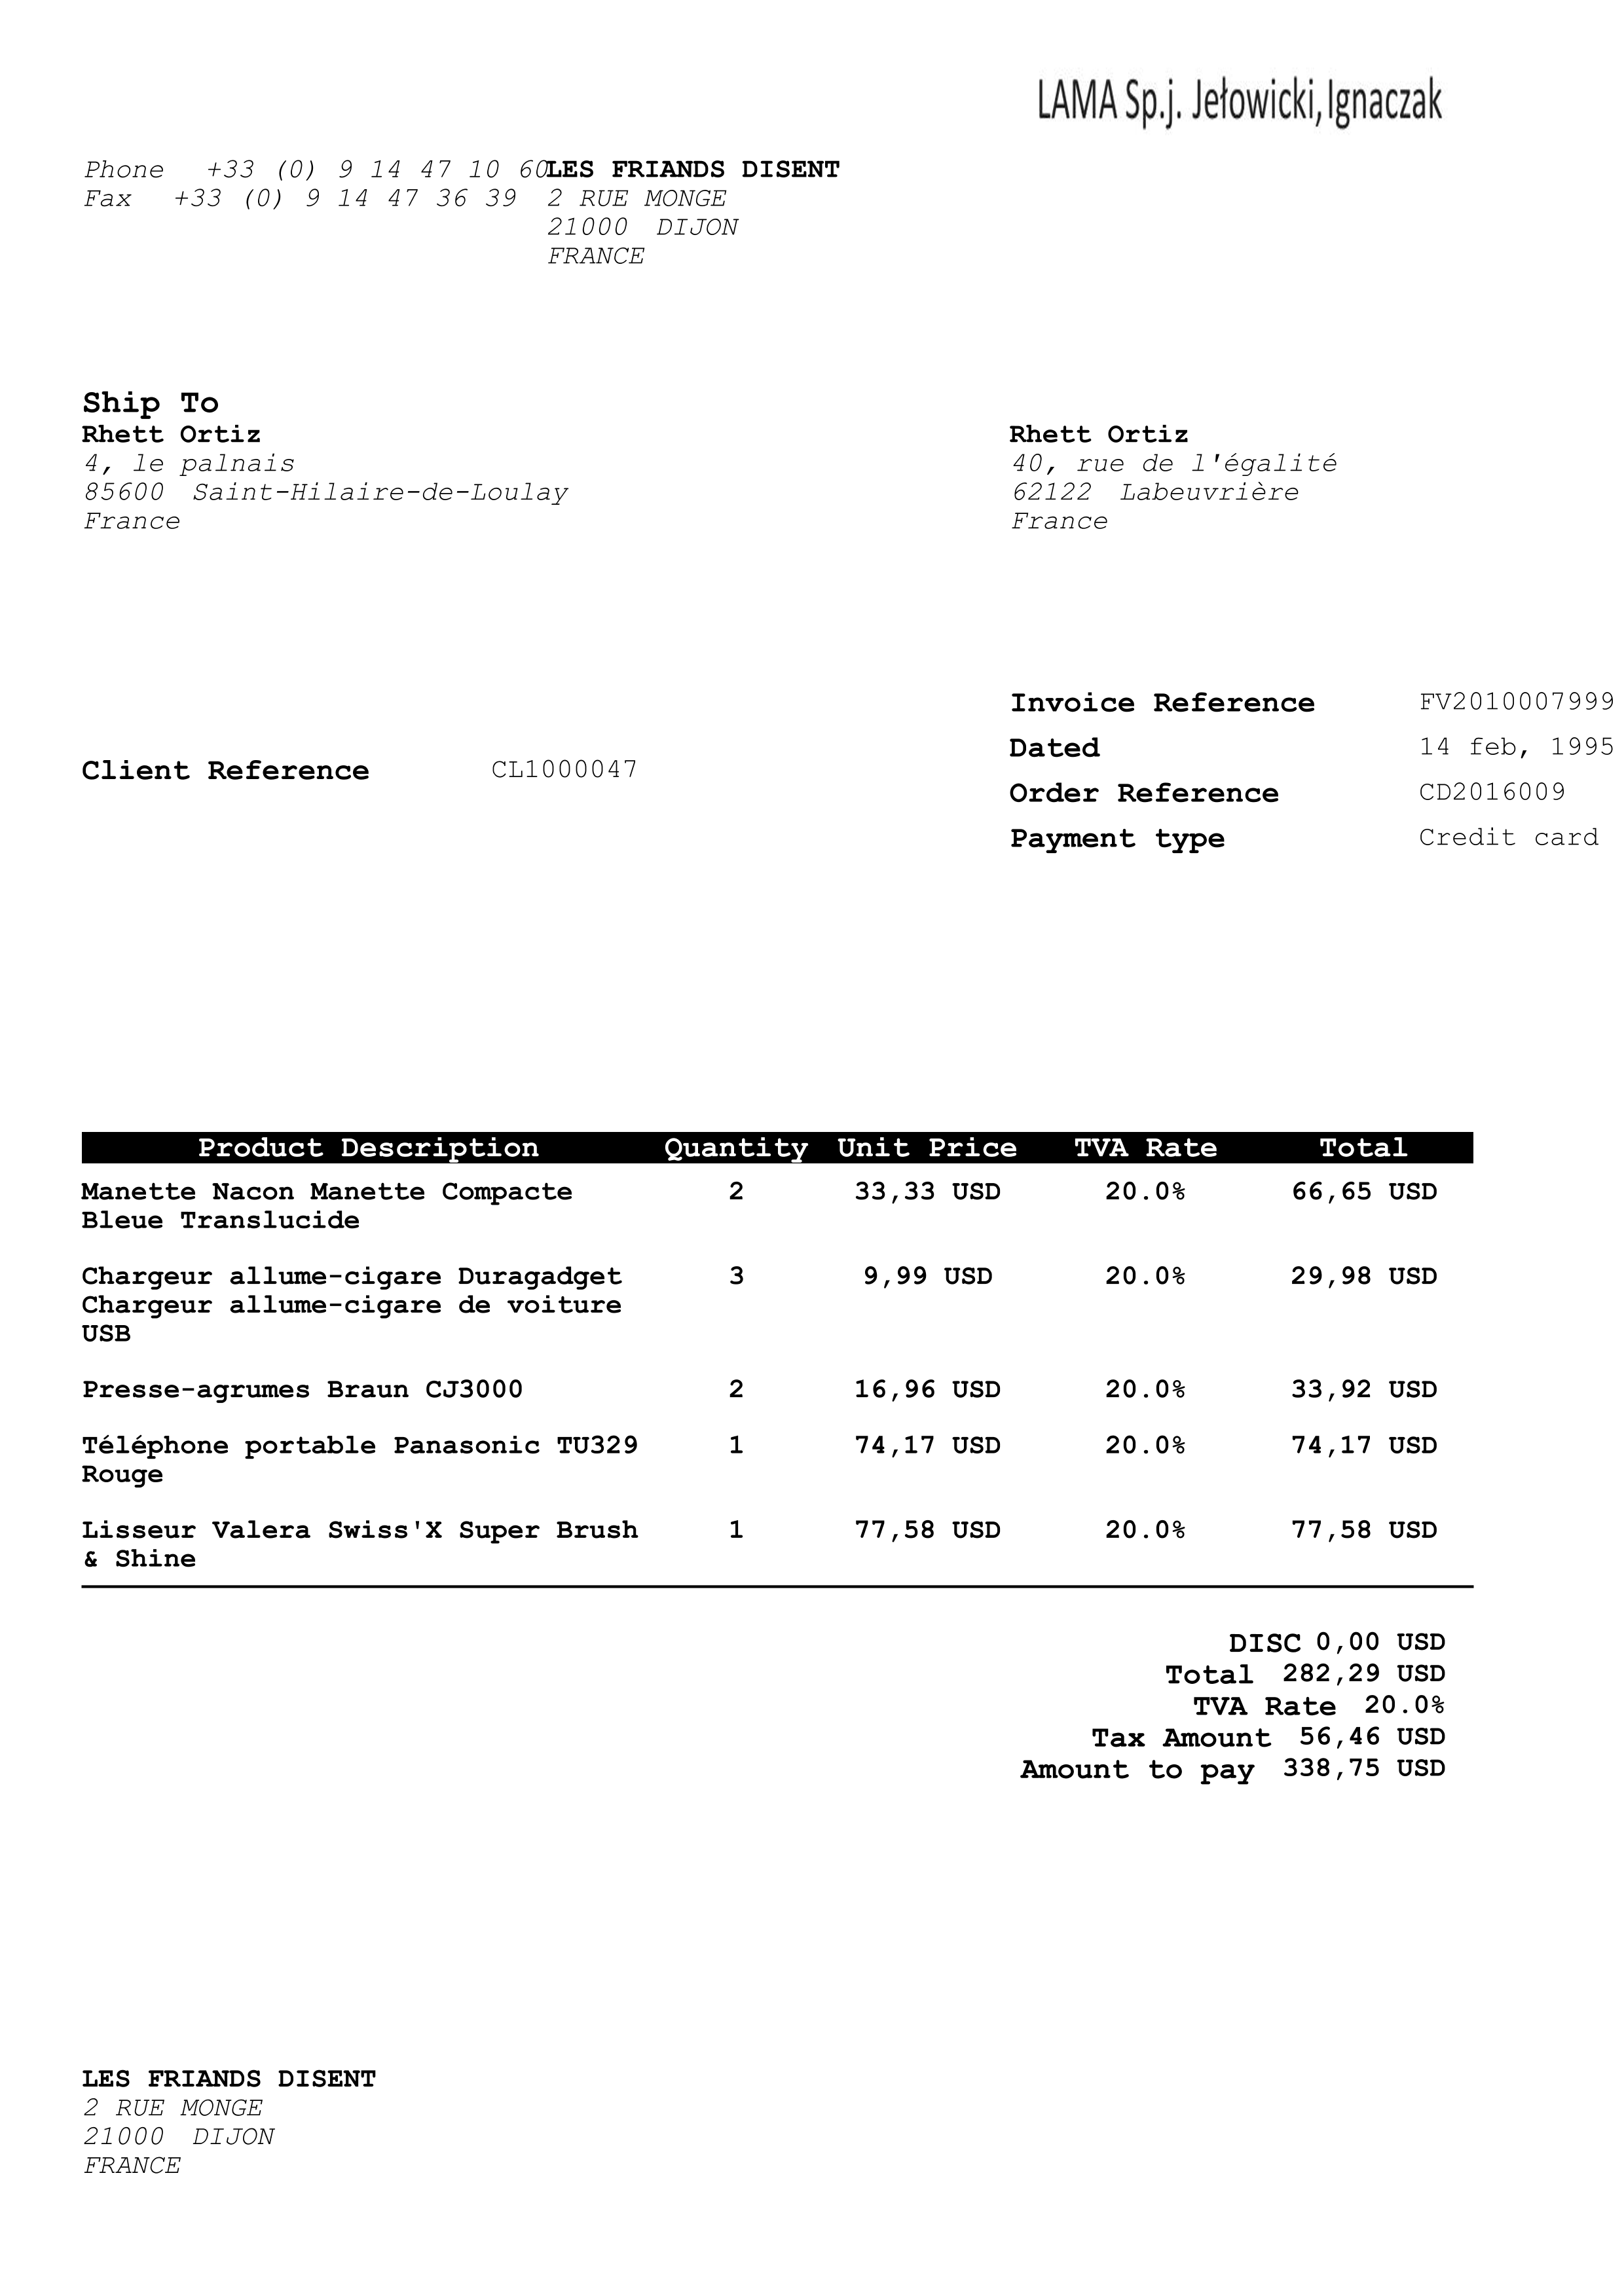 LAMA Sp.j. Jełowicki, Ignaczak
Phone +33 (0) 9 14 47 10 60
Fax +33 (0) 9 14 47 36 39
LES FRIANDS DISENT
2 RUE MONGE
21000 DIJON
FRANCE
Ship To
Rhett Ortiz
4, le palnais
85600 Saint-Hilaire-de-Loulay
France
Rhett Ortiz
40, rue de l'égalité
62122 Labeuvrière
France
Client Reference CL1000047
Invoice Reference FV2010007999
Dated 14 feb, 1995
Order Reference CD2016009
Payment type Credit card
Product Description Quantity Unit Price TVA Rate Total
Manette Nacon Manette Compacte 2 33,33 USD 20.0% 66,65 USD
Bleue Translucide
Chargeur allume-cigare Duragadget 3 9,99 USD 20.0% 29,98 USD
Chargeur allume-cigare de voiture
USB
Presse-agrumes Braun CJ3000 2 16,96 USD 20.0% 33,92 USD
Téléphone portable Panasonic TU329 1 74,17 USD 20.0% 74,17 USD
Rouge
Lisseur Valera Swiss'X Super Brush 1 77,58 USD 20.0% 77,58 USD
& Shine
DISC 0,00 USD
Total 282,29 USD
TVA Rate 20.0%
Tax Amount 56,46 USD
Amount to pay 338,75 USD
LES FRIANDS DISENT
2 RUE MONGE
21000 DIJON
FRANCE